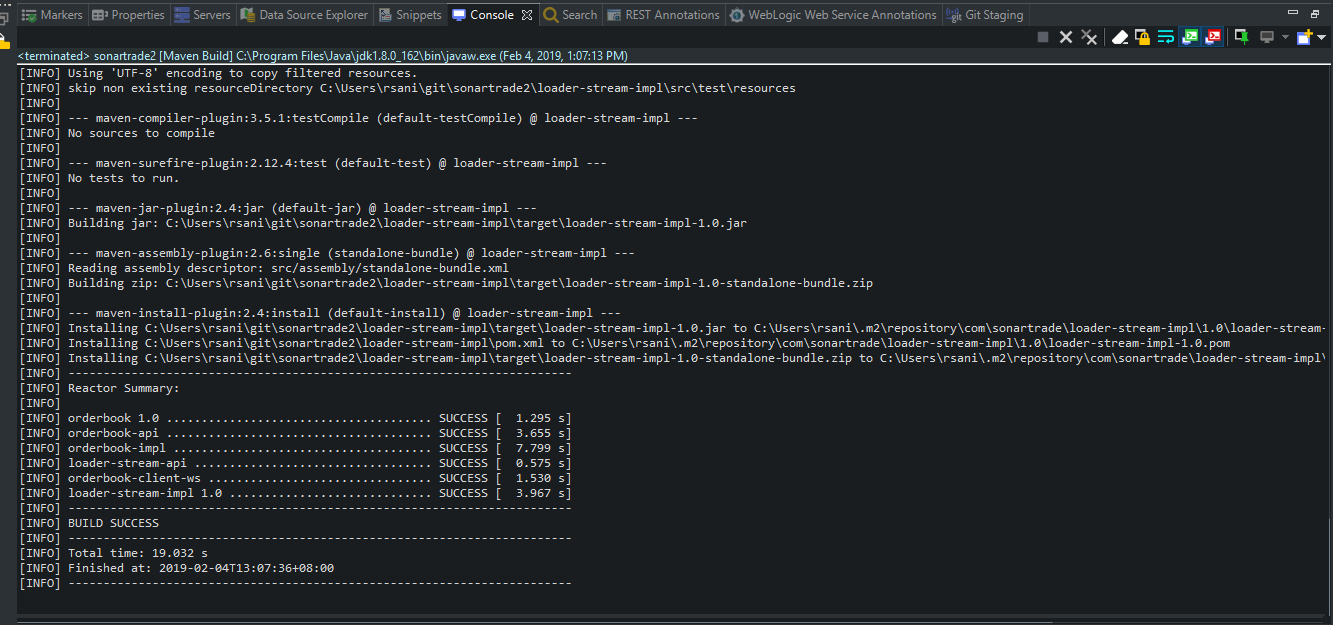 Markers Properties Servers Data Source Explorer Snippets Console Search REST Annotations WebLogic Web Service Annotations Git Staging
<terminated> sonartrade2 [Maven Build] C:\Program Files\Java\jdk1.8.0_162\bin\javaw.exe (Feb 4, 2019, 1:07:13 PM)
[INFO] Using 'UTF-8' encoding to copy filtered resources.
[INFO] skip non existing resourceDirectory C:\Users\rsani\git\sonartrade2\loader-stream-impl\src\test\resources
[INFO]
[INFO] --- maven-compiler-plugin:3.5.1:testCompile (default-testCompile) @ loader-stream-impl ---
[INFO] No sources to compile
[INFO]
[INFO] --- maven-surefire-plugin:2.12.4:test (default-test) @ loader-stream-impl ---
[INFO] No tests to run.
[INFO]
[INFO] --- maven-jar-plugin:2.4:jar (default-jar) @ loader-stream-impl ---
[INFO] Building jar: C:\Users\rsani\git\sonartrade2\loader-stream-impl\target\loader-stream-impl-1.0.jar
[INFO]
[INFO] --- maven-assembly-plugin:2.6:single (standalone-bundle) @ loader-stream-impl ---
[INFO] Reading assembly descriptor: src/assembly/standalone-bundle.xml
[INFO] Building zip: C:\Users\rsani\git\sonartrade2\loader-stream-impl\target\loader-stream-impl-1.0-standalone-bundle.zip
[INFO]
[INFO] --- maven-install-plugin:2.4:install (default-install) @ loader-stream-impl ---
[INFO] Installing C:\Users\rsani\git\sonartrade2\loader-stream-impl\target\loader-stream-impl-1.0.jar to C:\Users\rsani\.m2\repository\com\sonartrade\loader-stream-impl\1.0\loader-stream-
[INFO] Installing C:\Users\rsani\git\sonartrade2\loader-stream-impl\pom.xml to C:\Users\rsani\.m2\repository\com\sonartrade\loader-stream-impl\1.0\loader-stream-impl-1.0.pom
[INFO] Installing C:\Users\rsani\git\sonartrade2\loader-stream-impl\target\loader-stream-impl-1.0-standalone-bundle.zip to C:\Users\rsani\.m2\repository\com\sonartrade\loader-stream-impl\
[INFO] ------------------------------------------------------------------------
[INFO] Reactor Summary:
[INFO]
[INFO] orderbook 1.0 ...................................... SUCCESS [  1.295 s]
[INFO] orderbook-api ...................................... SUCCESS [  3.655 s]
[INFO] orderbook-impl ..................................... SUCCESS [  7.799 s]
[INFO] loader-stream-api .................................. SUCCESS [  0.575 s]
[INFO] orderbook-client-ws ................................ SUCCESS [  1.530 s]
[INFO] loader-stream-impl 1.0 ............................. SUCCESS [  3.967 s]
[INFO] ------------------------------------------------------------------------
[INFO] BUILD SUCCESS
[INFO] ------------------------------------------------------------------------
[INFO] Total time: 19.032 s
[INFO] Finished at: 2019-02-04T13:07:36+08:00
[INFO] ------------------------------------------------------------------------